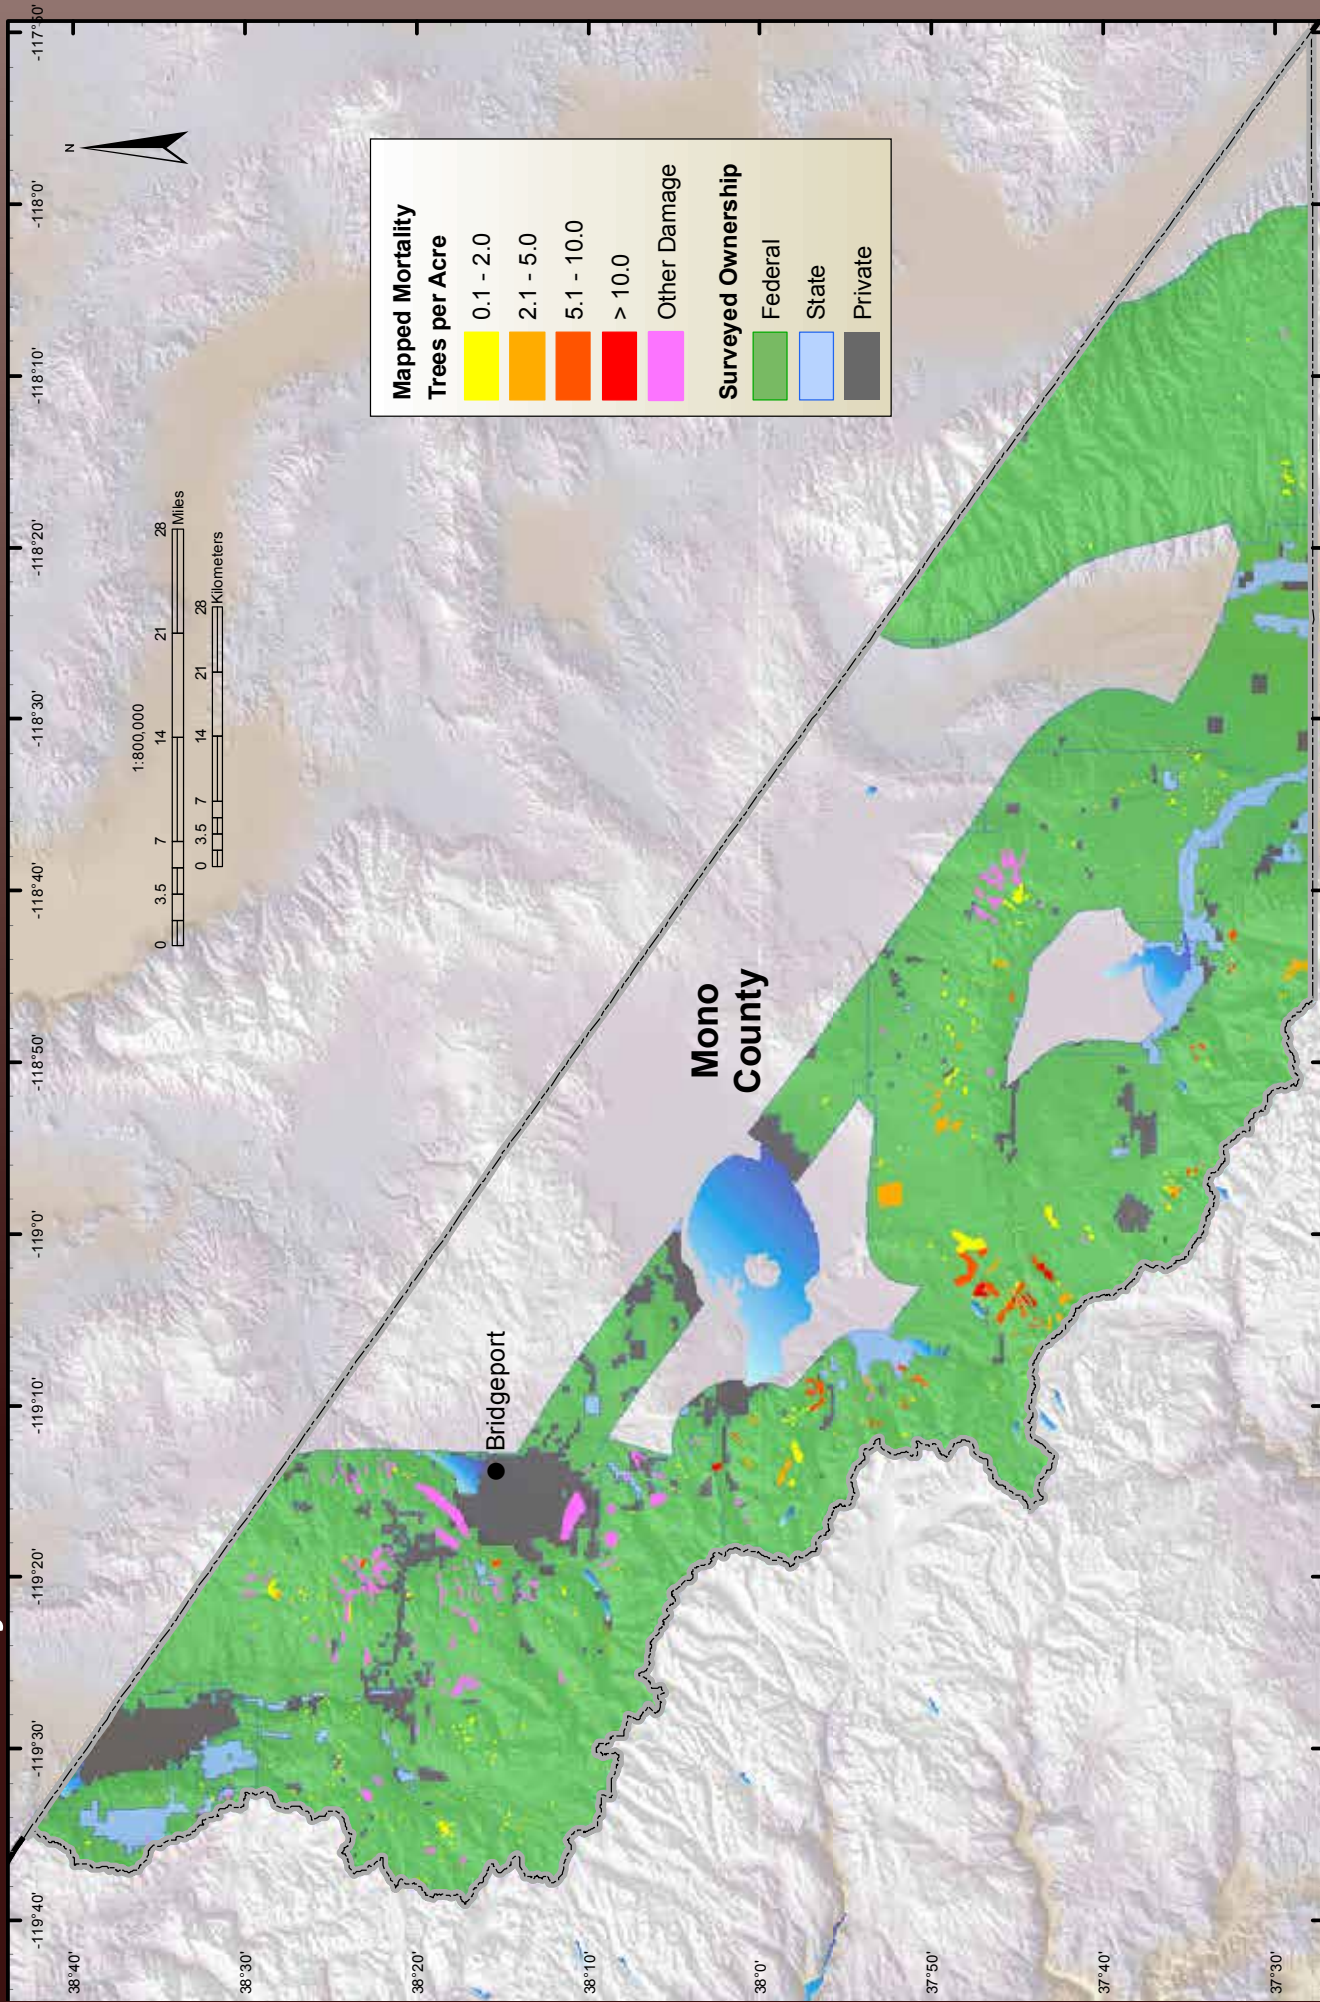 -119°40'
-119°30'
-119°20'
-119°10'
-119°0'
-118°50'
-118°40'
-118°30'
-118°20'
-118°10'
-118°0'
-117°50'
38°40'
38°30'
38°20'
38°10'
38°0'
37°50'
37°40'
37°30'
N
1:800,000
0 3.5 7 14 21 28
Miles
0 3.5 7 14 21 28
Kilometers
Mapped Mortality
Trees per Acre
0.1 - 2.0
2.1 - 5.0
5.1 - 10.0
> 10.0
Other Damage
Surveyed Ownership
Federal
State
Private
Bridgeport
Mono
County